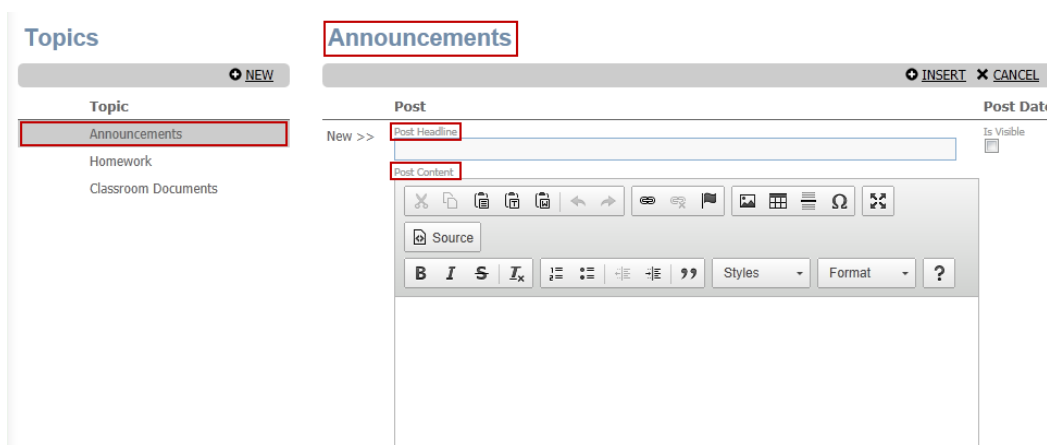 Topics
NEW
Topic
Announcements
Homework
Classroom Documents
Announcements
INSERT CANCEL
Post Post Date
New >> Post Headline Is Visible
Post Content
Source
B I S Ix Styles Format ?